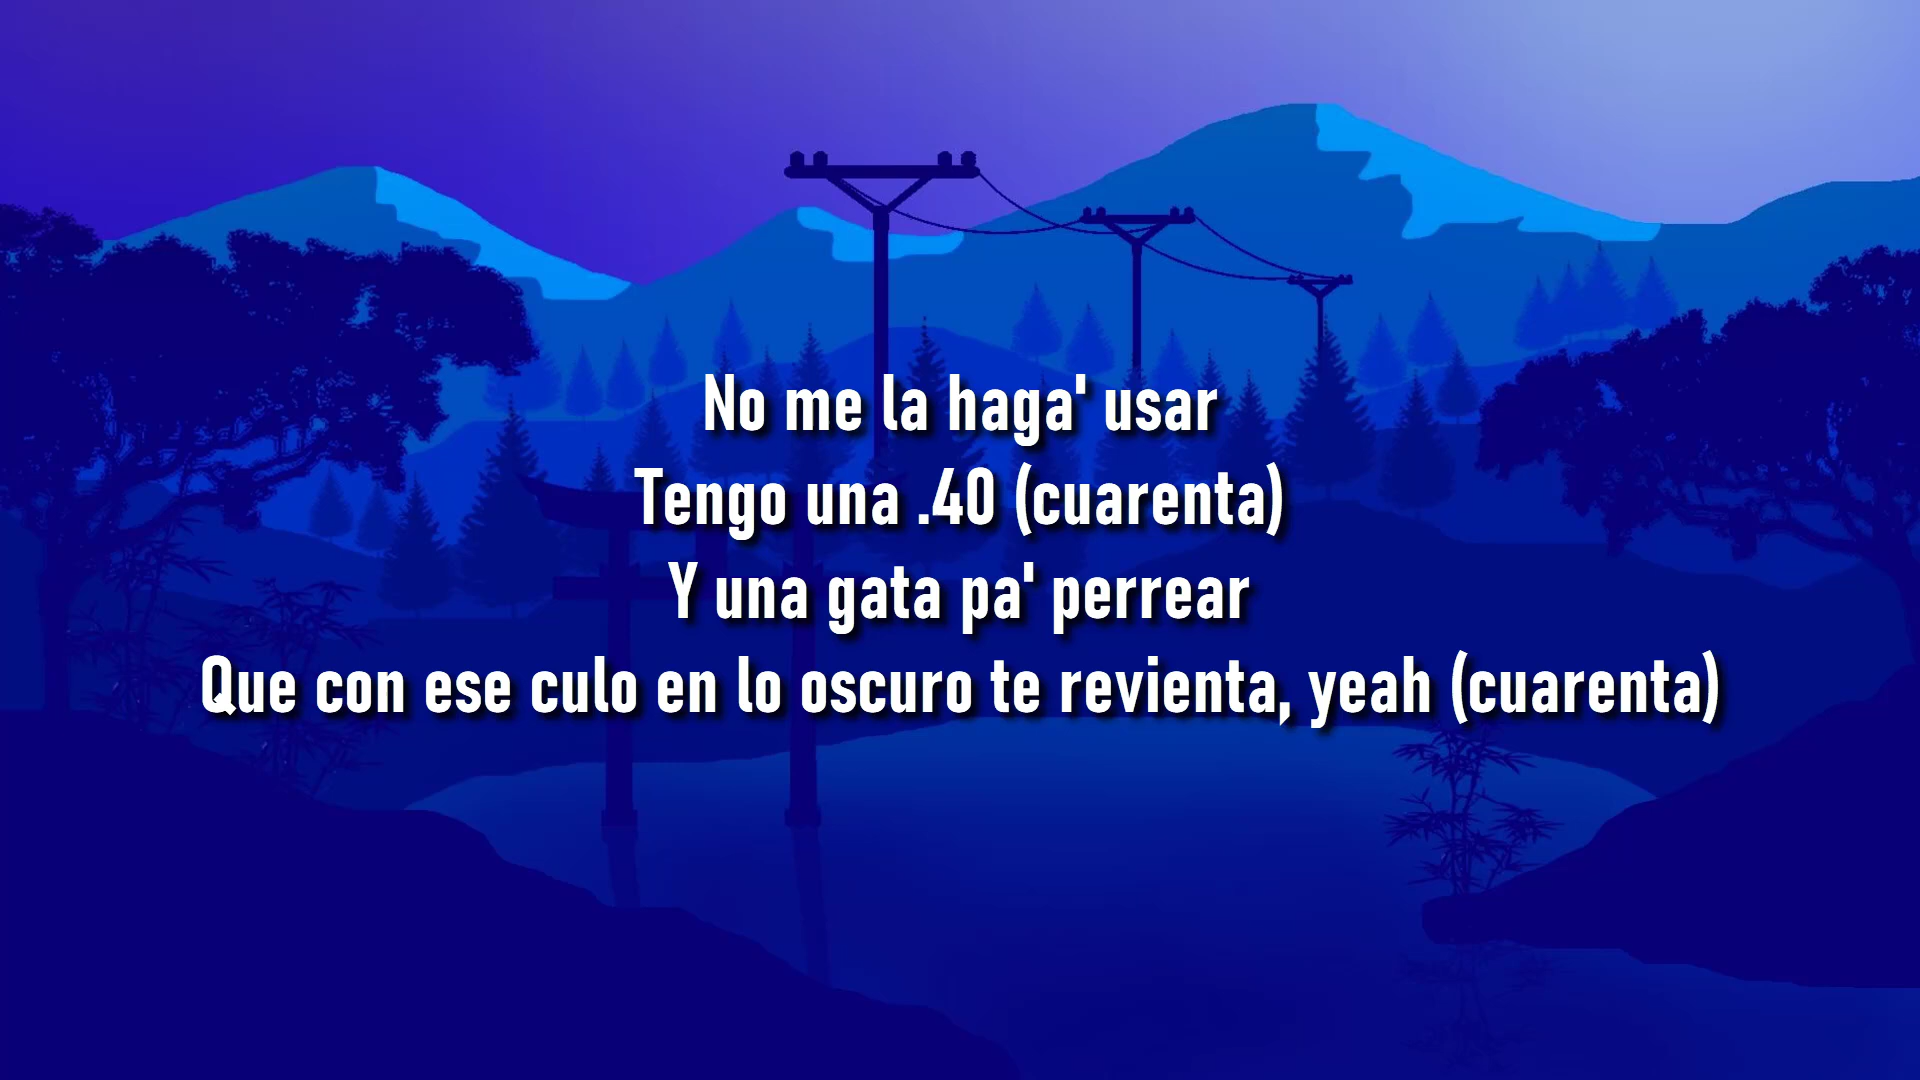 No me la haga' usar
Tengo una .40 (cuarenta)
Y una gata pa' perrear
Que con ese culo en lo oscuro te revienta, yeah (cuarenta)